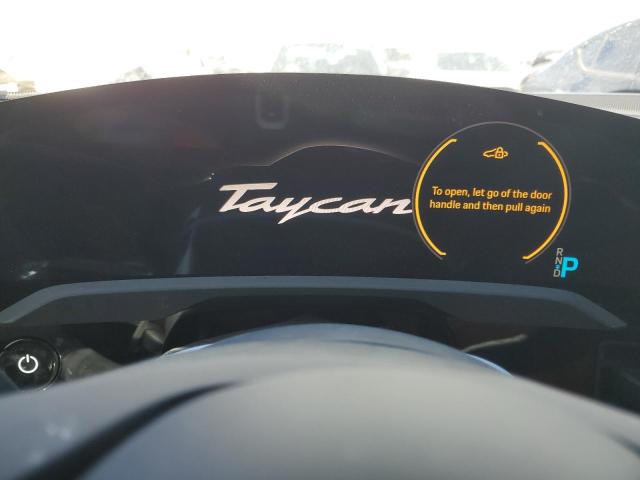 Taycan
To open, let go of the door
handle and then pull again
R
N
D
P